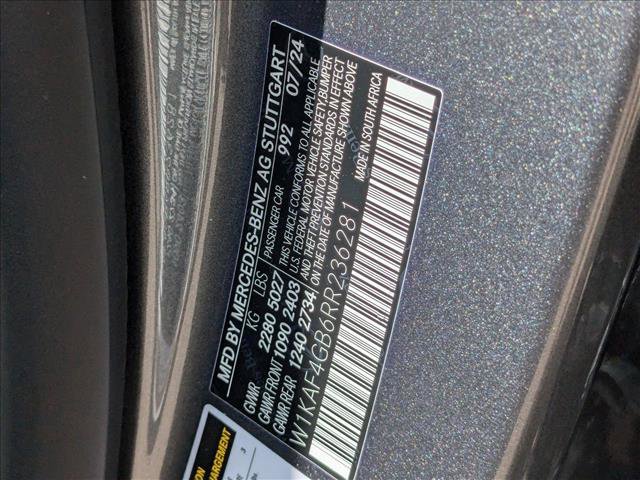 MFD BY MERCEDES-BENZ AG STUTTGART
KG LBS PASSENGER CAR 992 07/24
GVWR 2280 5027 THIS VEHICLE CONFORMS TO ALL APPLICABLE
GAWR FRONT 1090 2403 U.S. FEDERAL MOTOR VEHICLE SAFETY,BUMPER
GAWR REAR 1240 2734 AND THEFT PREVENTION STANDARDS IN EFFECT
ON THE DATE OF MANUFACTURE SHOWN ABOVE
W1KAF4GB6RR236281 MADE IN SOUTH AFRICA